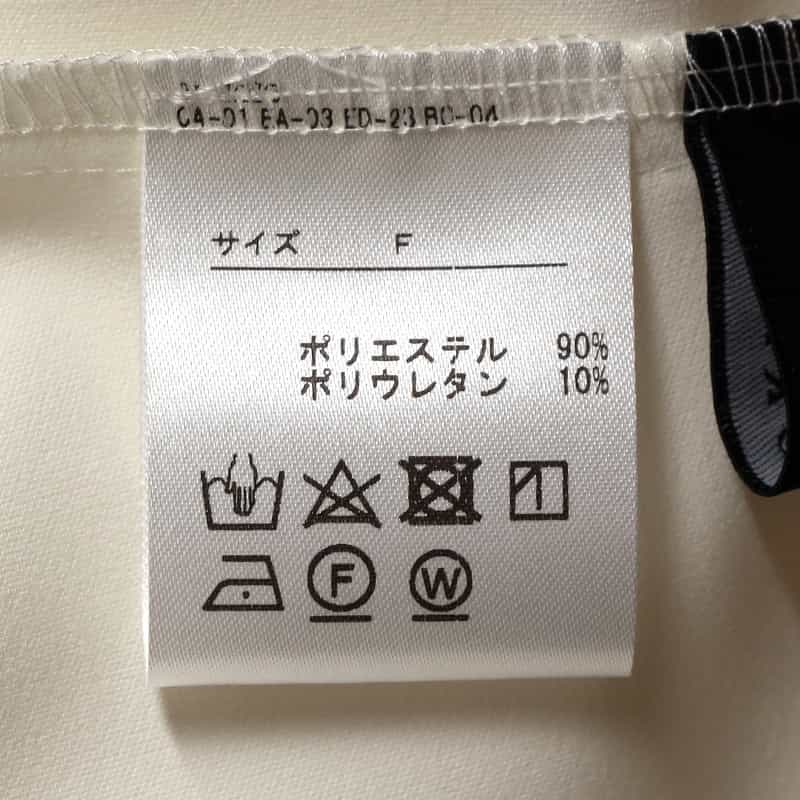 CA-01 EA-03 ED-23 BC-04
サイズ F
ポリエステル 90%
ポリウレタン 10%
F W